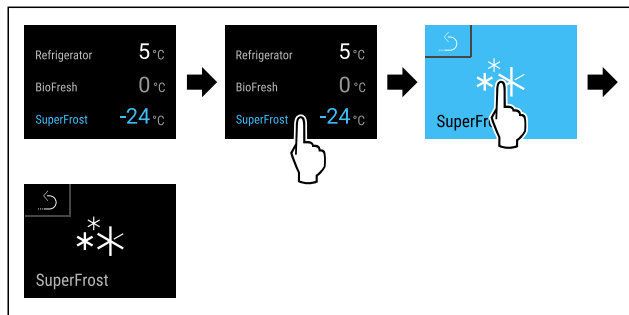 Refrigerator 5 °C
BioFresh 0 °C
SuperFrost -24 °C
Refrigerator 5 °C
BioFresh 0 °C
SuperFrost -24 °C
SuperFr
SuperFrost